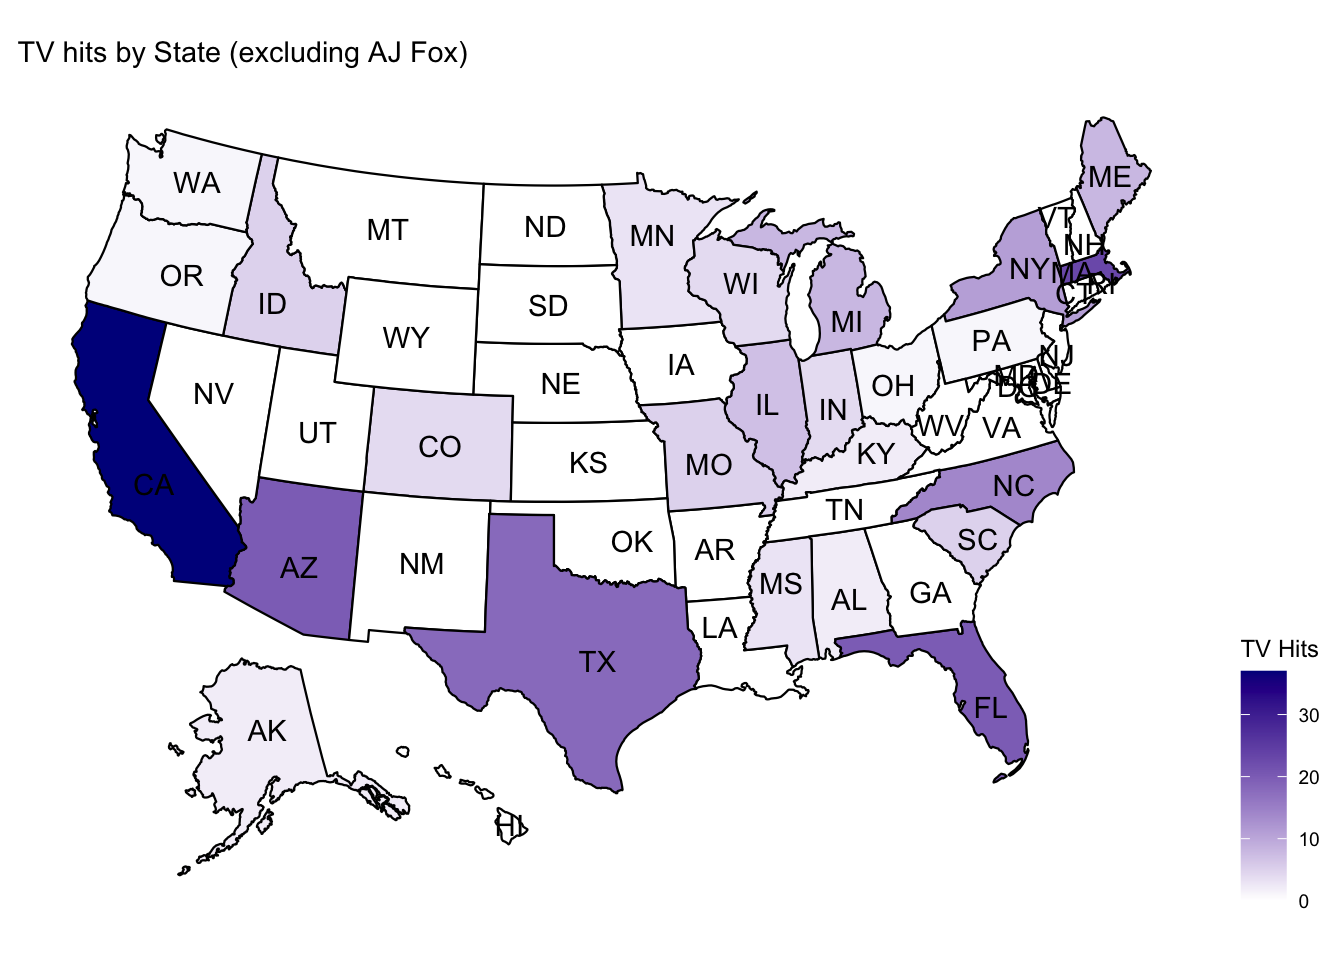 TV hits by State (excluding AJ Fox)
ME
WA
VT
MT
ND
MN
NH
OR
NY
MA
WI
RI
ID
CT
SD
WY
MI
PA
NJ
IA
NV
NE
OH
MD
DE
DC
IL
IN
UT
CO
WV
VA
KS
MO
KY
CA
NC
TN
OK
AR
SC
AZ
NM
MS
GA
AL
LA
TV Hits
TX
FL
30
AK
20
HI
10
0